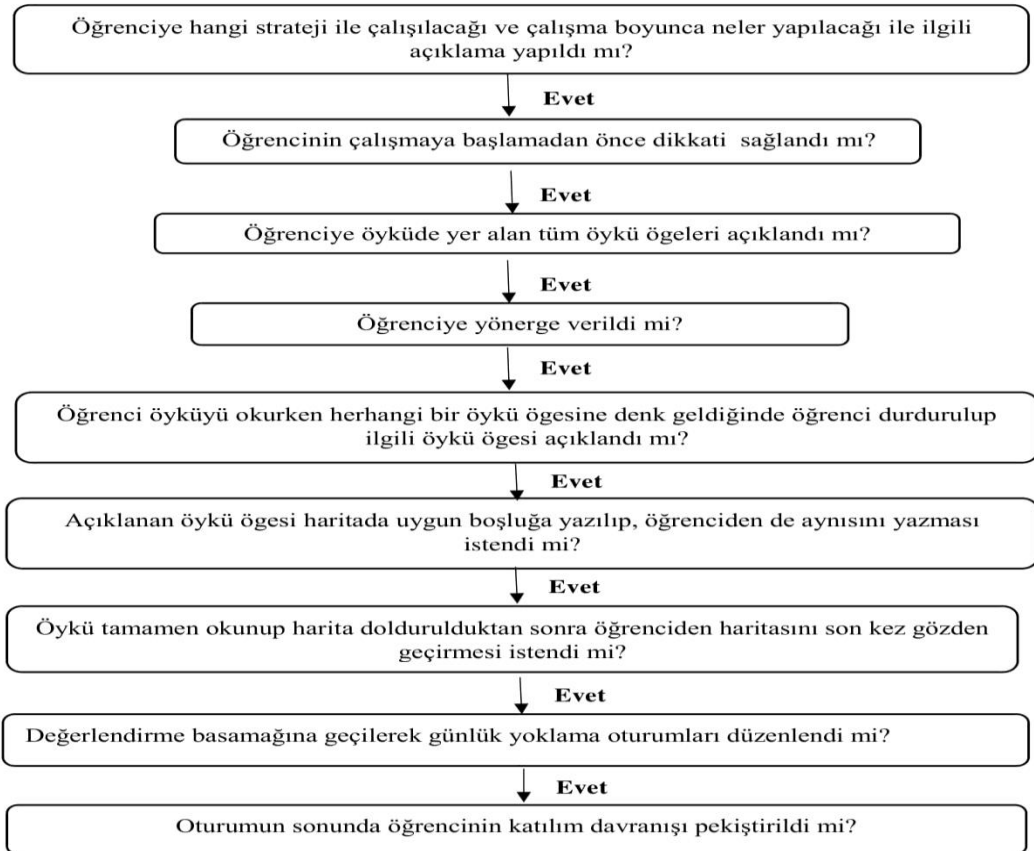 Öğrenciye hangi strateji ile çalışılacağı ve çalışma boyunca neler yapılacağı ile ilgili
açıklama yapıldı mı?
Evet
Öğrencinin çalışmaya başlamadan önce dikkati sağlandı mı?
Evet
Öğrenciye öyküde yer alan tüm öykü ögeleri açıklandı mı?
Evet
Öğrenciye yönerge verildi mi?
Evet
Öğrenci öyküyü okurken herhangi bir öykü ögesine denk geldiğinde öğrenci durdurulup
ilgili öykü ögesi açıklandı mı?
Evet
Açıklanan öykü ögesi haritada uygun boşluğa yazılıp, öğrenciden de aynısını yazması
istendi mi?
Evet
Öykü tamamen okunup harita doldurulduktan sonra öğrenciden haritasını son kez gözden
geçirmesi istendi mi?
Evet
Değerlendirme basamağına geçilerek günlük yoklama oturumları düzenlendi mi?
Evet
Oturumun sonunda öğrencinin katılım davranışı pekiştirildi mi?